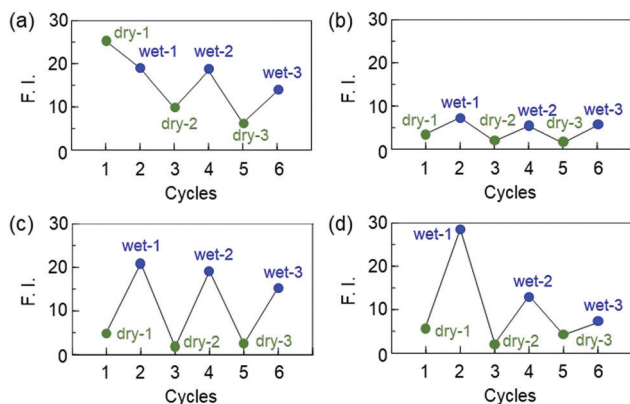 (a)
30
20
10
0
F. I.
dry-1
wet-1
dry-2
wet-2
dry-3
wet-3
1 2 3 4 5 6
Cycles
(b)
30
20
10
0
F. I.
dry-1
wet-1
dry-2
wet-2
dry-3
wet-3
1 2 3 4 5 6
Cycles
(c)
30
20
10
0
F. I.
dry-1
wet-1
dry-2
wet-2
dry-3
wet-3
1 2 3 4 5 6
Cycles
(d)
30
20
10
0
F. I.
dry-1
wet-1
dry-2
wet-2
dry-3
wet-3
1 2 3 4 5 6
Cycles